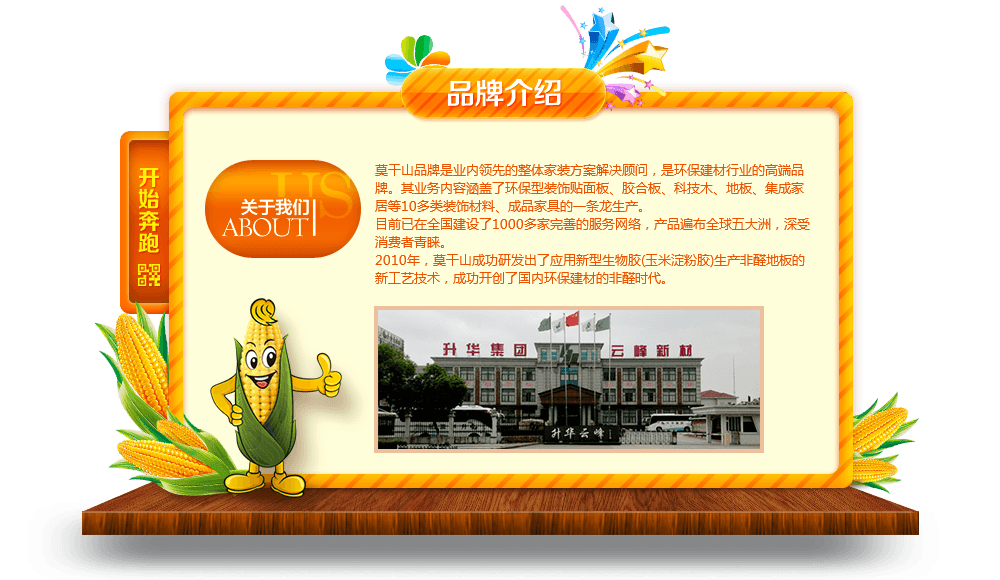 品牌介绍
开始奔跑
US
关于我们
ABOUT
莫干山品牌是业内领先的整体家装方案解决顾问，是环保建材行业的高端品
牌。其业务内容涵盖了环保型装饰贴面板、胶合板、科技木、地板、集成家
居等10多类装饰材料、成品家具的一条龙生产。
目前已在全国建设了1000多家完善的服务网络，产品遍布全球五大洲，深受
消费者青睐。
2010年，莫干山成功研发出了应用新型生物胶(玉米淀粉胶)生产非醛地板的
新工艺技术，成功开创了国内环保建材的非醛时代。
升华集团 云峰新材
升华云峰